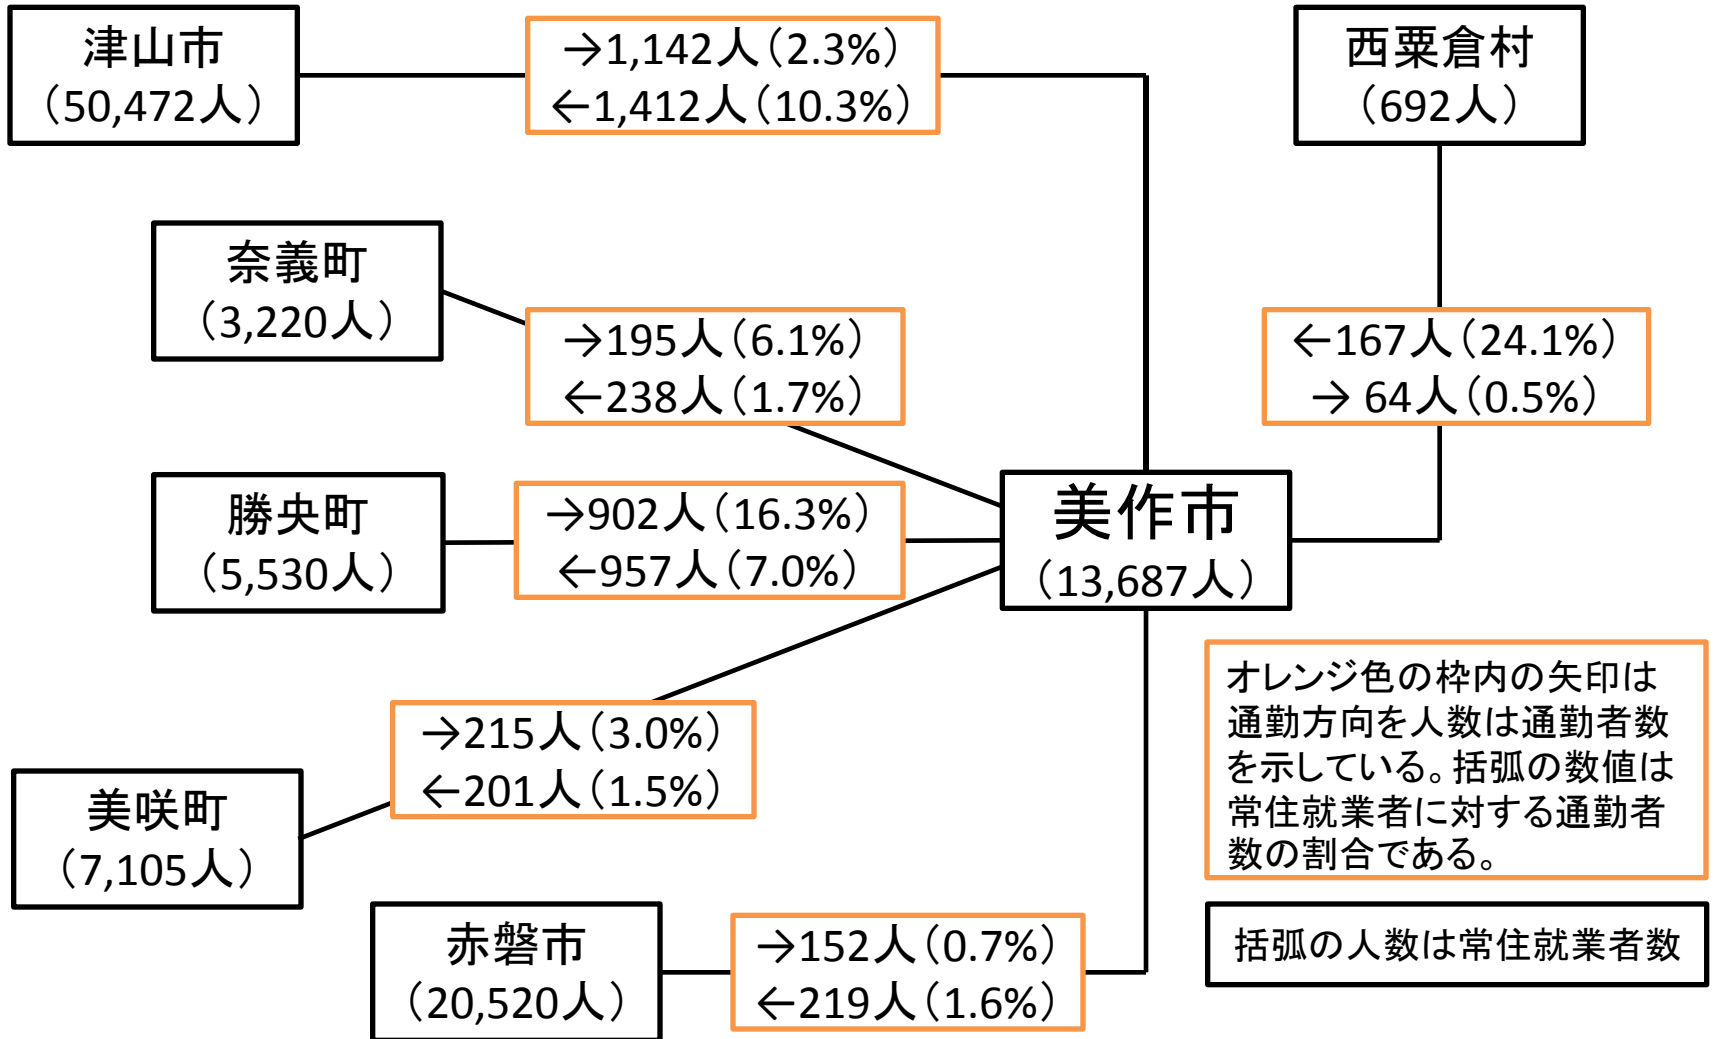 津山市
（50,472人）
→1,142人（2.3%）
←1,412人（10.3%）
西粟倉村
（692人）
奈義町
（3,220人）
→195人（6.1%）
←238人（1.7%）
←167人（24.1%）
→ 64人（0.5%）
勝央町
（5,530人）
→902人（16.3%）
←957人（7.0%）
美作市
（13,687人）
→215人（3.0%）
←201人（1.5%）
美咲町
（7,105人）
オレンジ色の枠内の矢印は
通勤方向を人数は通勤者数
を示している。括弧の数値は
常住就業者に対する通勤者
数の割合である。
赤磐市
（20,520人）
→152人（0.7%）
←219人（1.6%）
括弧の人数は常住就業者数